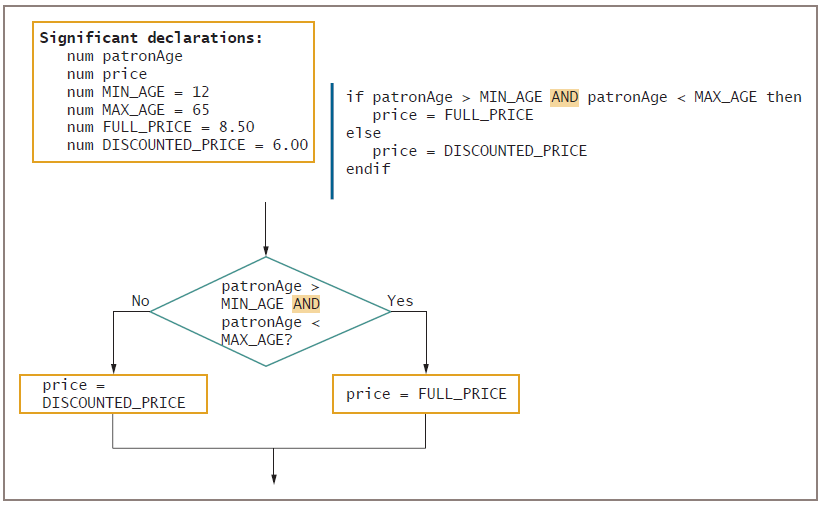 Significant declarations:
num patronAge
num price
num MIN_AGE = 12
num MAX_AGE = 65
num FULL_PRICE = 8.50
num DISCOUNTED_PRICE = 6.00
if patronAge > MIN_AGE AND patronAge < MAX_AGE then
price = FULL_PRICE
else
price = DISCOUNTED_PRICE
endif
No
patronAge >
MIN_AGE AND
patronAge <
MAX_AGE?
Yes
price =
DISCOUNTED_PRICE
price = FULL_PRICE